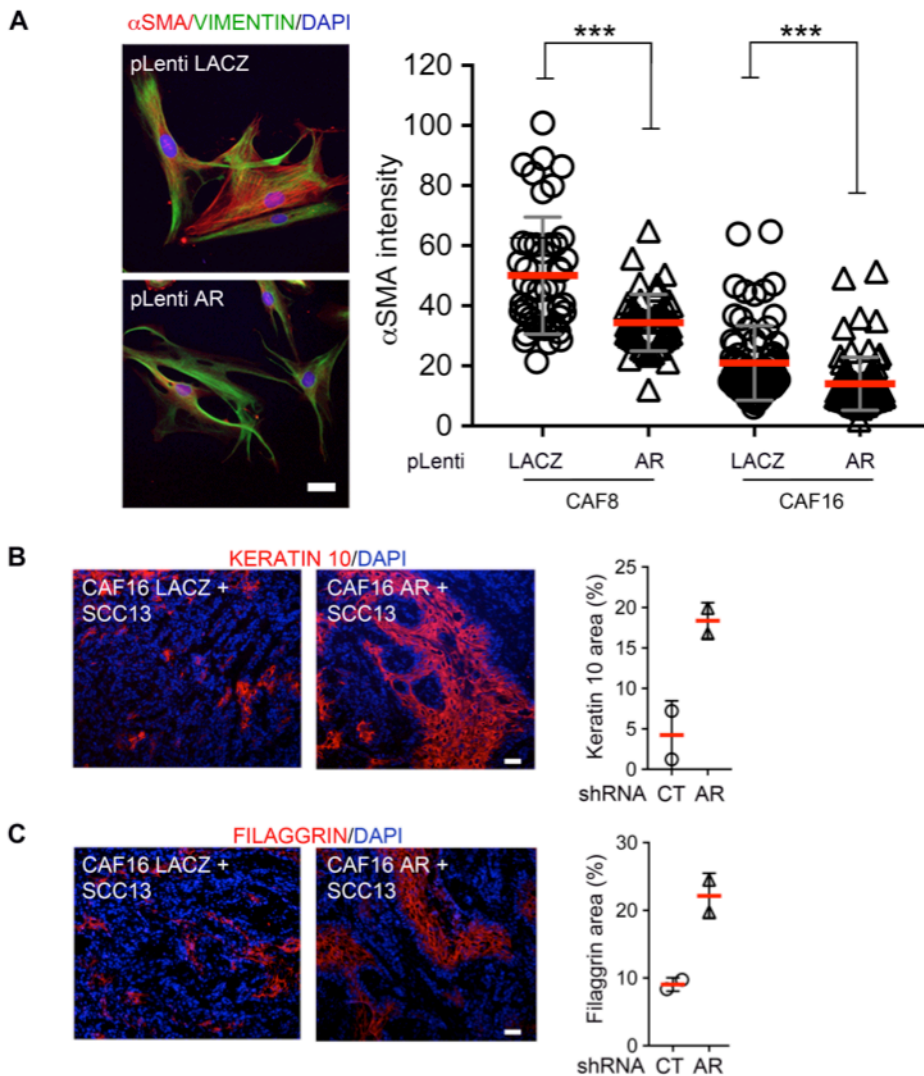 A
αSMA/VIMENTIN/DAPI
pLenti LACZ
pLenti AR
αSMA intensity
120
100
80
60
40
20
0
*** ***
pLenti LACZ AR LACZ AR
CAF8 CAF16
B
KERATIN 10/DAPI
CAF16 LACZ +
SCC13
CAF16 AR +
SCC13
Keratin 10 area (%)
25
20
15
10
5
0
shRNA CT AR
C
FILAGGRIN/DAPI
CAF16 LACZ +
SCC13
CAF16 AR +
SCC13
Filaggrin area (%)
30
20
10
0
shRNA CT AR